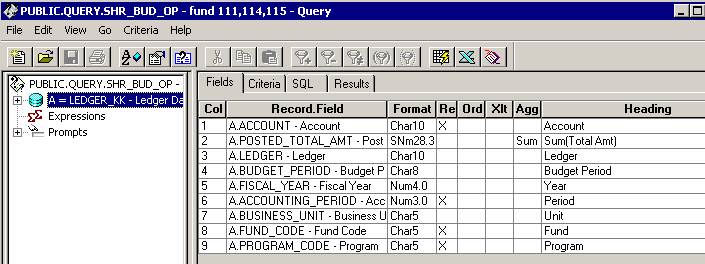 PUBLIC.QUERY.SHR_BUD_OP - fund 111,114,115 - Query
File Edit View Go Criteria Help
PUBLIC.QUERY.SHR_BUD_OP -
A = LEDGER_KK - Ledger Da
Expressions
Prompts
Fields Criteria SQL Results
Col Record.Field Format Re Ord Xlt Agg Heading
1 A.ACCOUNT - Account Char10 X Account
2 A.POSTED_TOTAL_AMT - Post SNm28.3 Sum Sum(Total Amt)
3 A.LEDGER - Ledger Char10 Ledger
4 A.BUDGET_PERIOD - Budget P Char8 Budget Period
5 A.FISCAL_YEAR - Fiscal Year Num4.0 Year
6 A.ACCOUNTING_PERIOD - Acc Num3.0 X Period
7 A.BUSINESS_UNIT - Business U Char5 Unit
8 A.FUND_CODE - Fund Code Char5 X Fund
9 A.PROGRAM_CODE - Program Char5 X Program